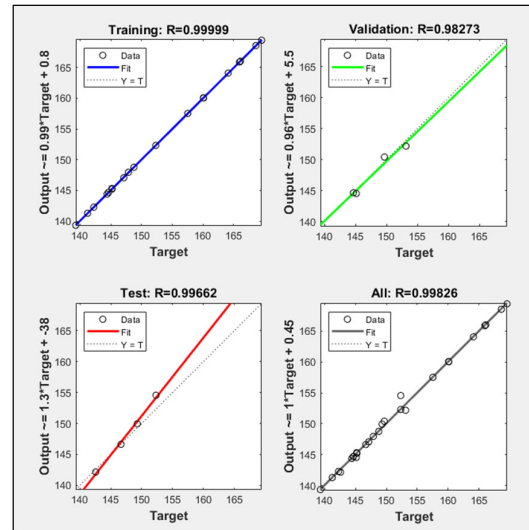 Training: R=0.99999
Output ~= 0.99*Target + 0.8
Data
Fit
Y = T
165
160
155
150
145
140
140 145 150 155 160 165
Target
Validation: R=0.98273
Output ~= 0.96*Target + 5.5
Data
Fit
Y = T
165
160
155
150
145
140
140 145 150 155 160 165
Target
Test: R=0.99662
Output ~= 1.3*Target + -38
Data
Fit
Y = T
165
160
155
150
145
140
140 145 150 155 160 165
Target
All: R=0.99826
Output ~= 1*Target + 0.45
Data
Fit
Y = T
165
160
155
150
145
140
140 145 150 155 160 165
Target